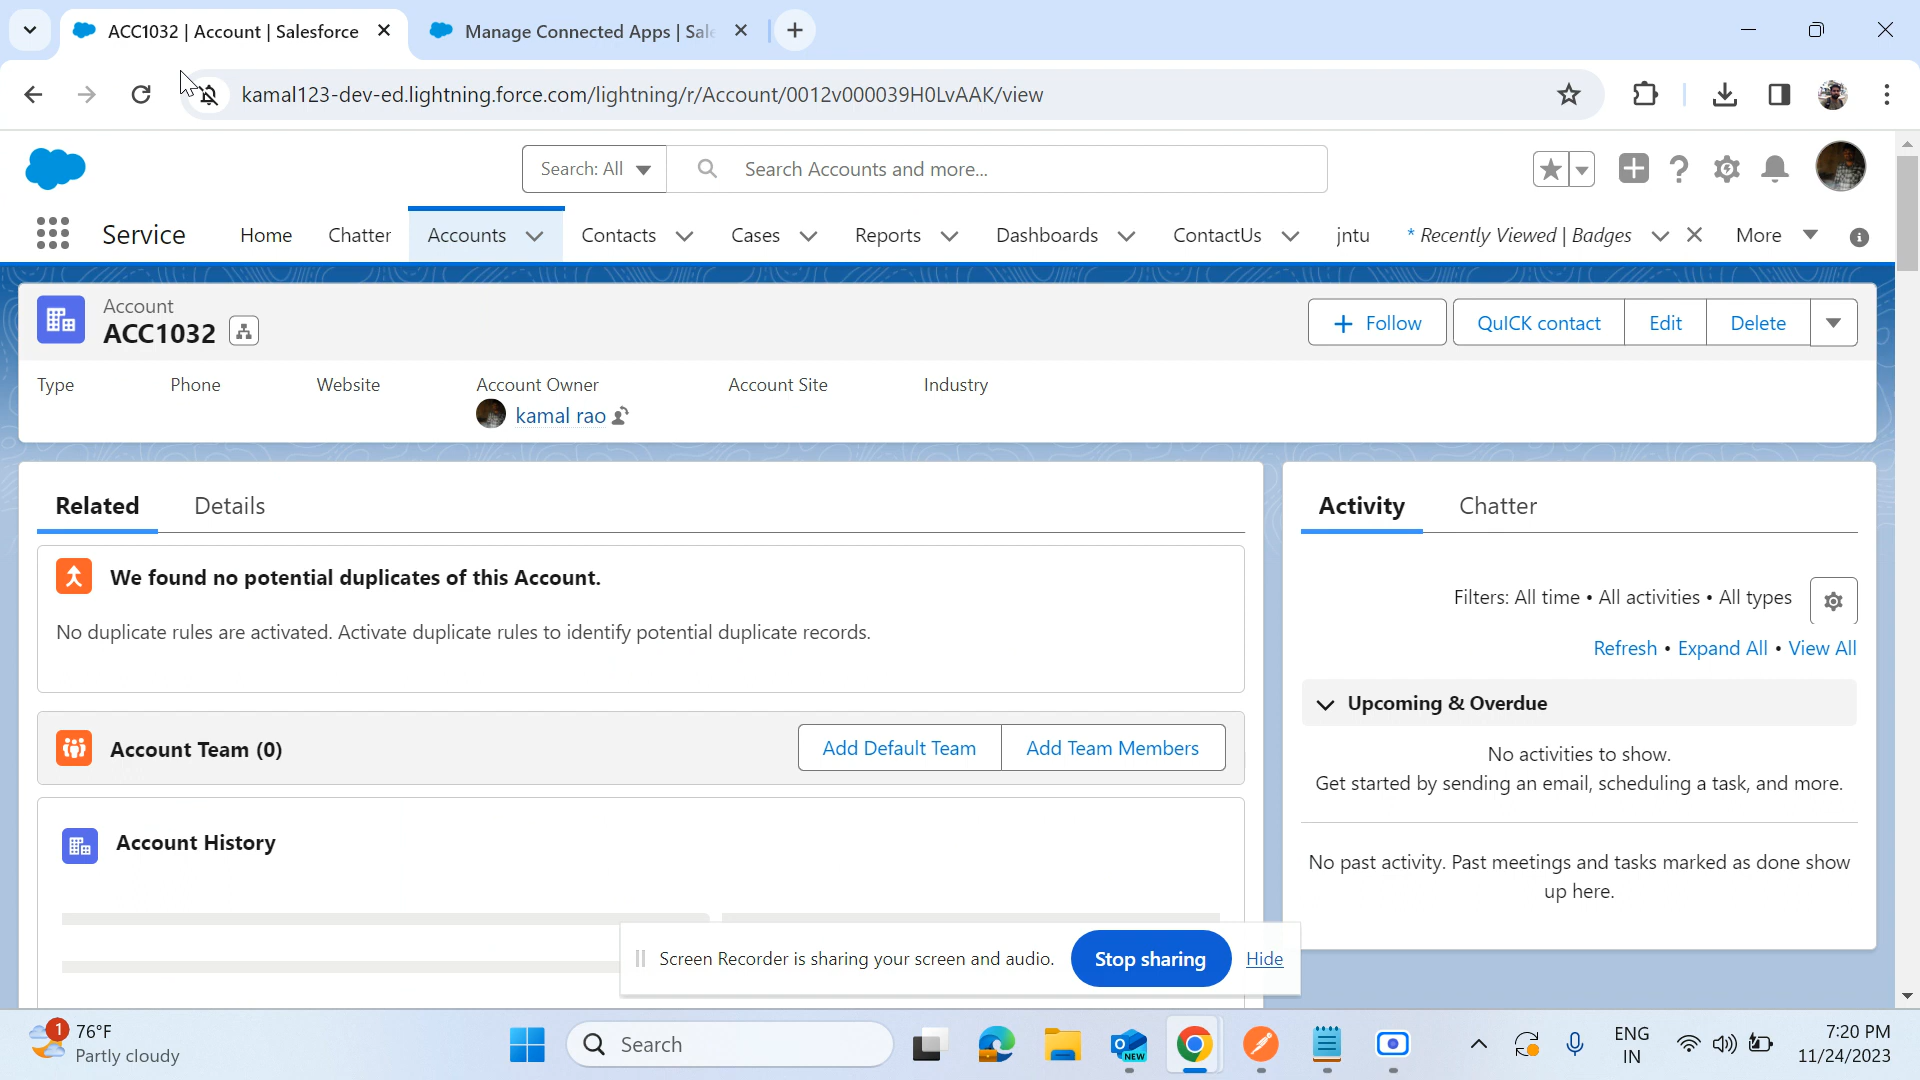 ACC1032 | Account | Salesforce
Manage Connected Apps | Sale
kamal123-dev-ed.lightning.force.com/lightning/r/Account/0012v000039H0LvAAK/view
Search: All
Search Accounts and more...
Service
Home
Chatter
Accounts
Contacts
Cases
Reports
Dashboards
ContactUs
jntu
* Recently Viewed | Badges
More
Account
ACC1032
Follow
QuICK contact
Edit
Delete
Type
Phone
Website
Account Owner
Account Site
Industry
kamal rao
Related
Details
We found no potential duplicates of this Account.
No duplicate rules are activated. Activate duplicate rules to identify potential duplicate records.
Account Team (0)
Add Default Team
Add Team Members
Account History
Activity
Chatter
Filters: All time • All activities • All types
Refresh • Expand All • View All
Upcoming & Overdue
No activities to show.
Get started by sending an email, scheduling a task, and more.
No past activity. Past meetings and tasks marked as done show
up here.
Screen Recorder is sharing your screen and audio.
Stop sharing
Hide
1
76°F
Partly cloudy
Search
NEW
ENG
IN
7:20 PM
11/24/2023